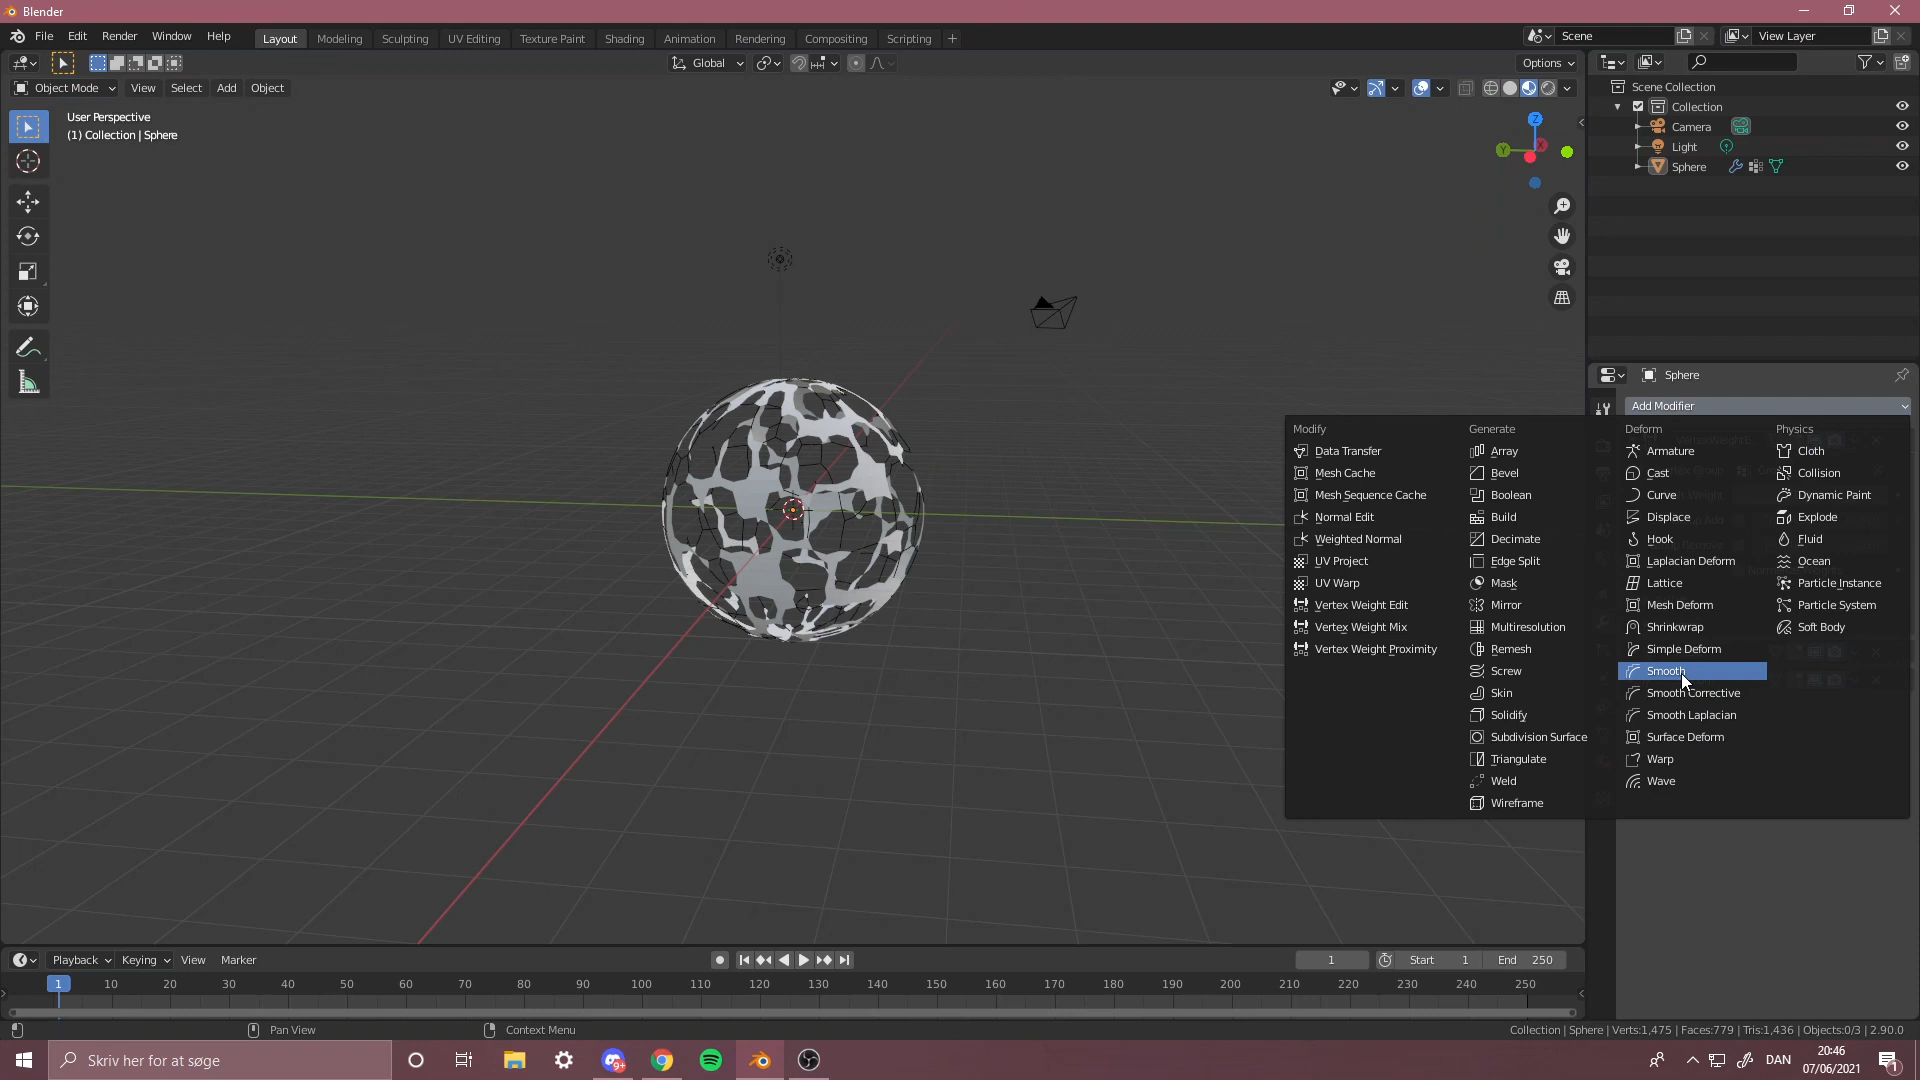 Blender
File Edit Render Window Help Layout Modeling Sculpting UV Editing Texture Paint Shading Animation Rendering Compositing Scripting + Scene View Layer
Global Options
Object Mode View Select Add Object
User Perspective
(1) Collection | Sphere
Z
Y
X
Scene Collection
Collection
Camera
Light
Sphere
Sphere
Add Modifier
Modify Generate Deform Physics
Data Transfer Array Armature Cloth
Mesh Cache Bevel Cast Collision
Mesh Sequence Cache Boolean Curve Dynamic Paint
Normal Edit Build Displace Explode
Weighted Normal Decimate Hook Fluid
UV Project Edge Split Laplacian Deform Ocean
UV Warp Mask Lattice Particle Instance
Vertex Weight Edit Mirror Mesh Deform Particle System
Vertex Weight Mix Multiresolution Shrinkwrap Soft Body
Vertex Weight Proximity Remesh Simple Deform
Screw Smooth
Skin Smooth Corrective
Solidify Smooth Laplacian
Subdivision Surface Surface Deform
Triangulate Warp
Weld Wave
Wireframe
Playback Keying View Marker 1 Start 1 End 250
1 10 20 30 40 50 60 70 80 90 100 110 120 130 140 150 160 170 180 190 200 210 220 230 240 250
Pan View Context Menu Collection | Sphere | Verts:1,475 | Faces:779 | Tris:1,436 | Objects:0/3 | 2.90.0
Skriv her for at søge 9+ DAN 20:46
07/06/2021 1